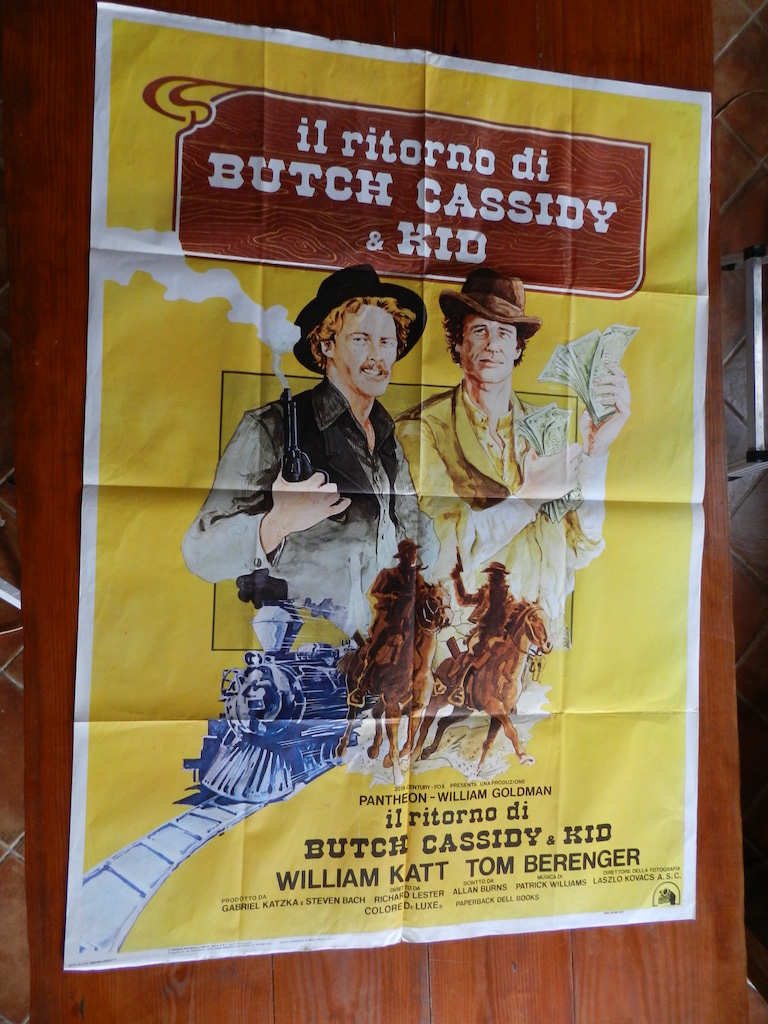 il ritorno di
BUTCH CASSIDY
& KID
20TH CENTURY-FOX PRESENTA UNA PRODUZIONE
PANTHEON - WILLIAM GOLDMAN
il ritorno di
BUTCH CASSIDY & KID
WILLIAM KATT TOM BERENGER
PRODOTTO DA GABRIEL KATZKA & STEVEN BACH DIRETTO DA RICHARD LESTER SCRITTO DA ALLAN BURNS MUSICA DI PATRICK WILLIAMS DIRETTORE DELLA FOTOGRAFIA LASZLO KOVACS A.S.C.
COLORE DE LUXE® PAPERBACK DELL BOOKS